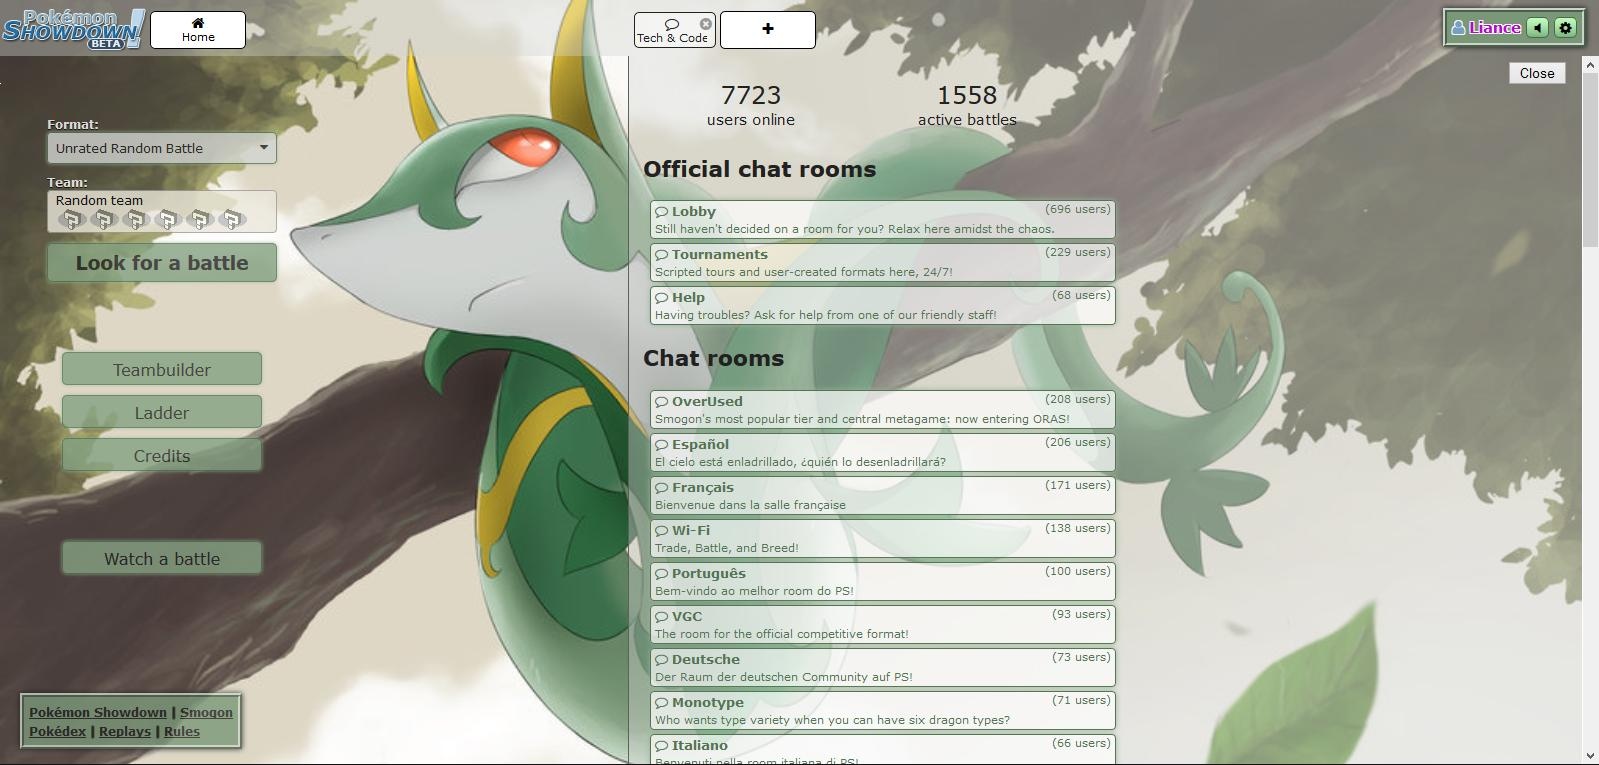 Pokémon
Showdown!
BETA
Home
Tech & Code
Liance
Close
Format:
Unrated Random Battle
Team:
Random team
Look for a battle
Teambuilder
Ladder
Credits
Watch a battle
Pokémon Showdown | Smogon
Pokédex | Replays | Rules
7723
users online
1558
active battles
Official chat rooms
Lobby (696 users)
Still haven't decided on a room for you? Relax here amidst the chaos.
Tournaments (229 users)
Scripted tours and user-created formats here, 24/7!
Help (68 users)
Having troubles? Ask for help from one of our friendly staff!
Chat rooms
OverUsed (208 users)
Smogon's most popular tier and central metagame: now entering ORAS!
Español (206 users)
El cielo está enladrillado, ¿quién lo desenladrillará?
Français (171 users)
Bienvenue dans la salle française
Wi-Fi (138 users)
Trade, Battle, and Breed!
Português (100 users)
Bem-vindo ao melhor room do PS!
VGC (93 users)
The room for the official competitive format!
Deutsche (73 users)
Der Raum der deutschen Community auf PS!
Monotype (71 users)
Who wants type variety when you can have six dragon types?
Italiano (66 users)
Benvenuti nella room italiana di PS!